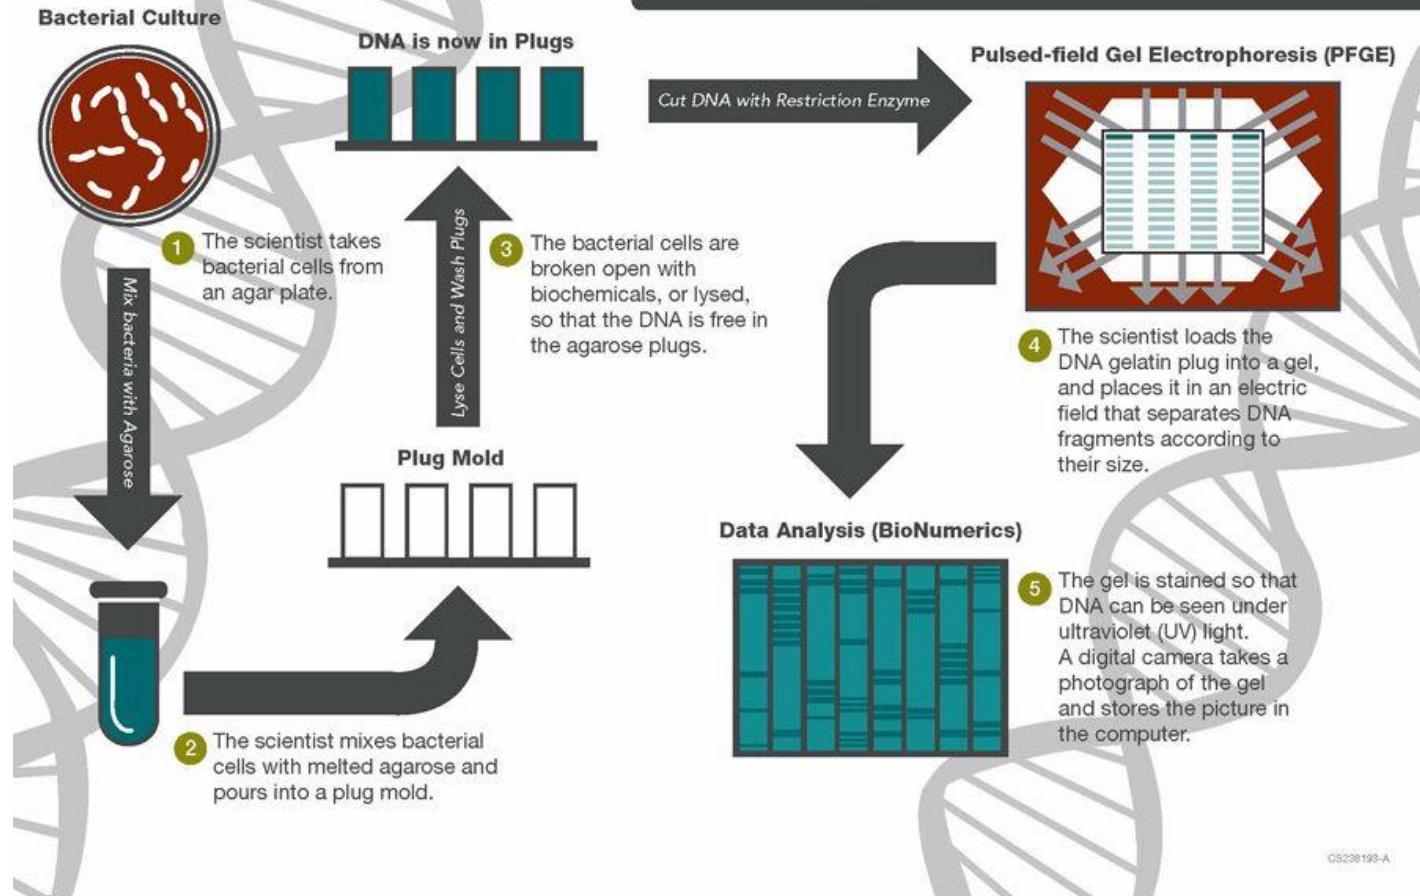 Bacterial Culture
Mix bacteria with Agarose
1
The scientist takes
bacterial cells from
an agar plate.
2
The scientist mixes bacterial
cells with melted agarose and
pours into a plug mold.
Plug Mold
Lyse Cells and Wash Plugs
3
The bacterial cells are
broken open with
biochemicals, or lysed,
so that the DNA is free in
the agarose plugs.
DNA is now in Plugs
Cut DNA with Restriction Enzyme
Pulsed-field Gel Electrophoresis (PFGE)
4
The scientist loads the
DNA gelatin plug into a gel,
and places it in an electric
field that separates DNA
fragments according to
their size.
Data Analysis (BioNumerics)
5
The gel is stained so that
DNA can be seen under
ultraviolet (UV) light.
A digital camera takes a
photograph of the gel
and stores the picture in
the computer.
CS238193-A